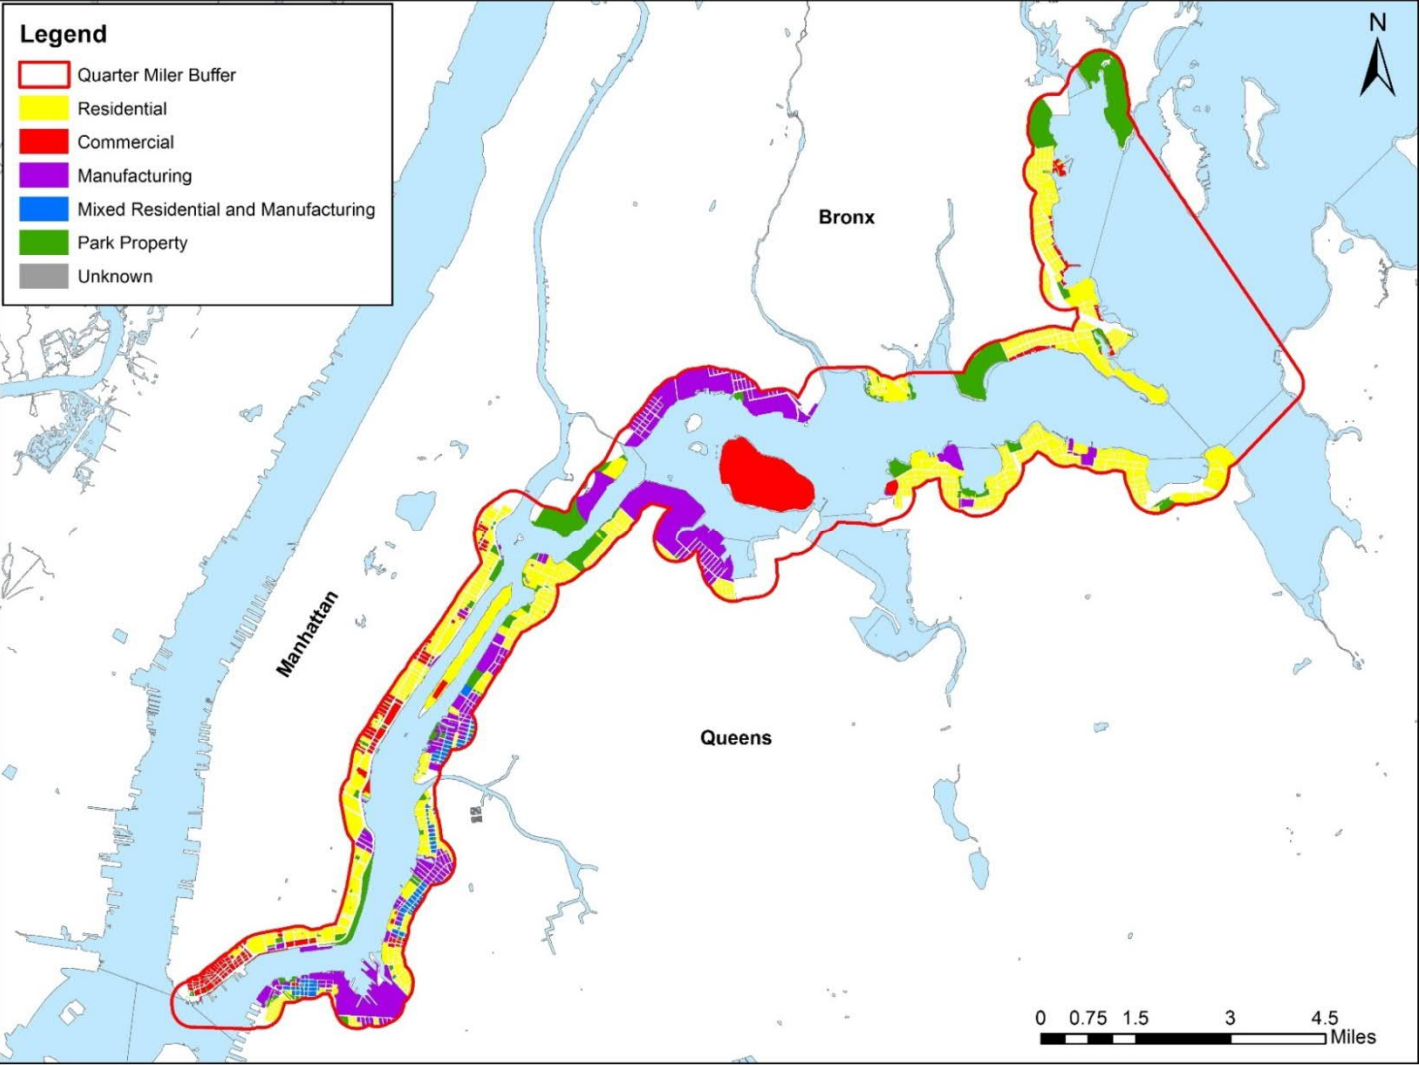 Legend
Quarter Miler Buffer
Residential
Commercial
Manufacturing
Mixed Residential and Manufacturing
Park Property
Unknown
N
Bronx
Manhattan
Queens
0 0.75 1.5 3 4.5
Miles